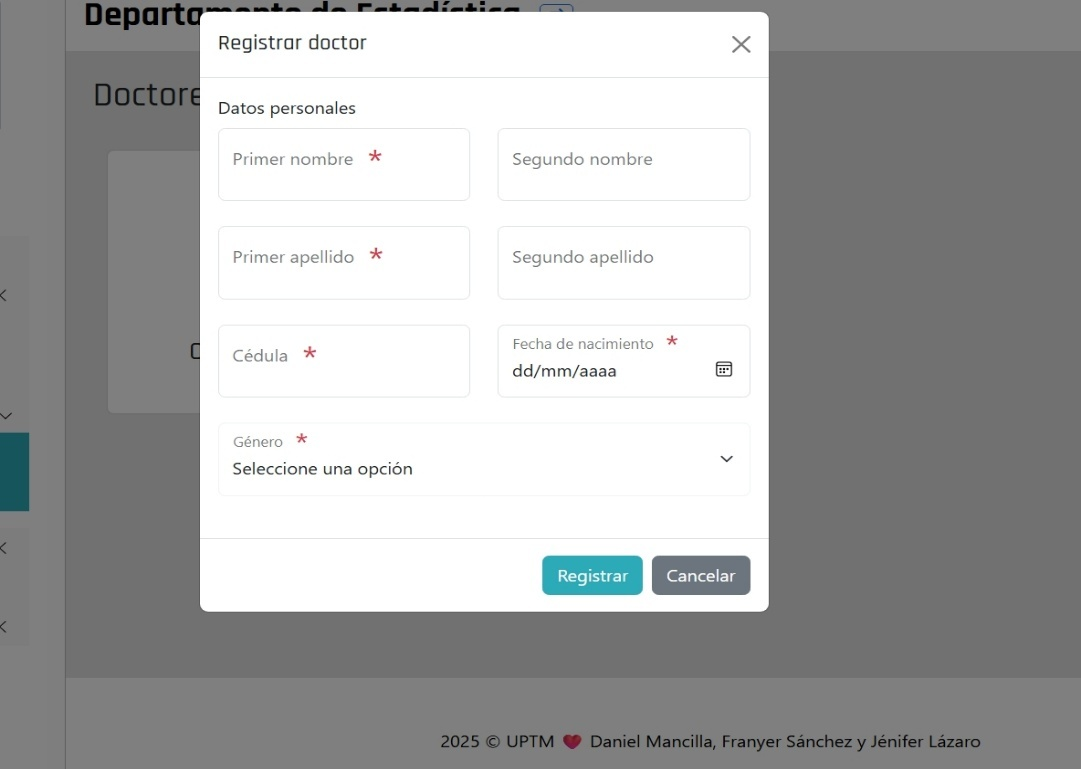 Departamento de Estadística
Registrar doctor
Doctore
Datos personales
Primer nombre *
Segundo nombre
Primer apellido *
Segundo apellido
Cédula *
Fecha de nacimiento *
dd/mm/aaaa
Género *
Seleccione una opción
Registrar
Cancelar
2025 © UPTM ❤ Daniel Mancilla, Franyer Sánchez y Jénifer Lázaro